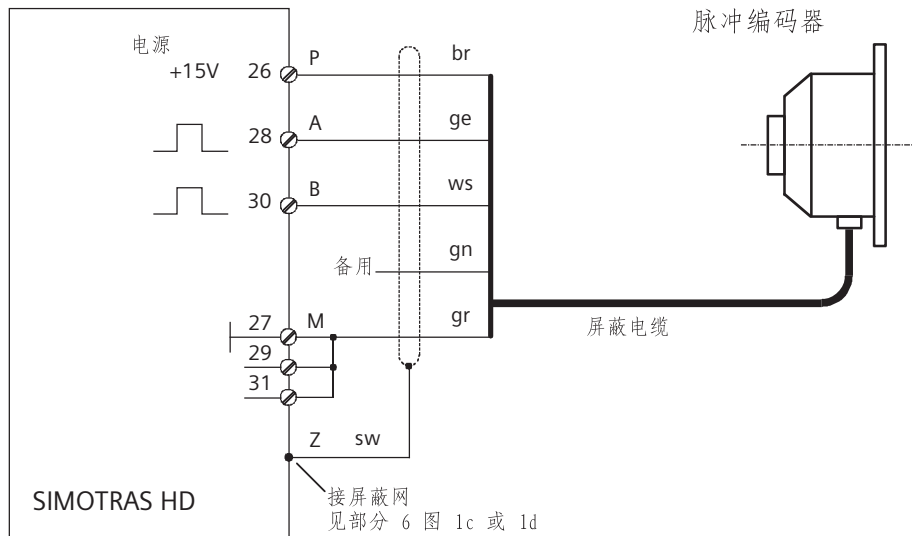 脉冲编码器
电源
+15V 26 P br
28 A ge
30 B ws
备用 gn
27 M gr
29
31
屏蔽电缆
Z sw
SIMOTRAS HD
接屏蔽网
见部分 6 图 1c 或 1d